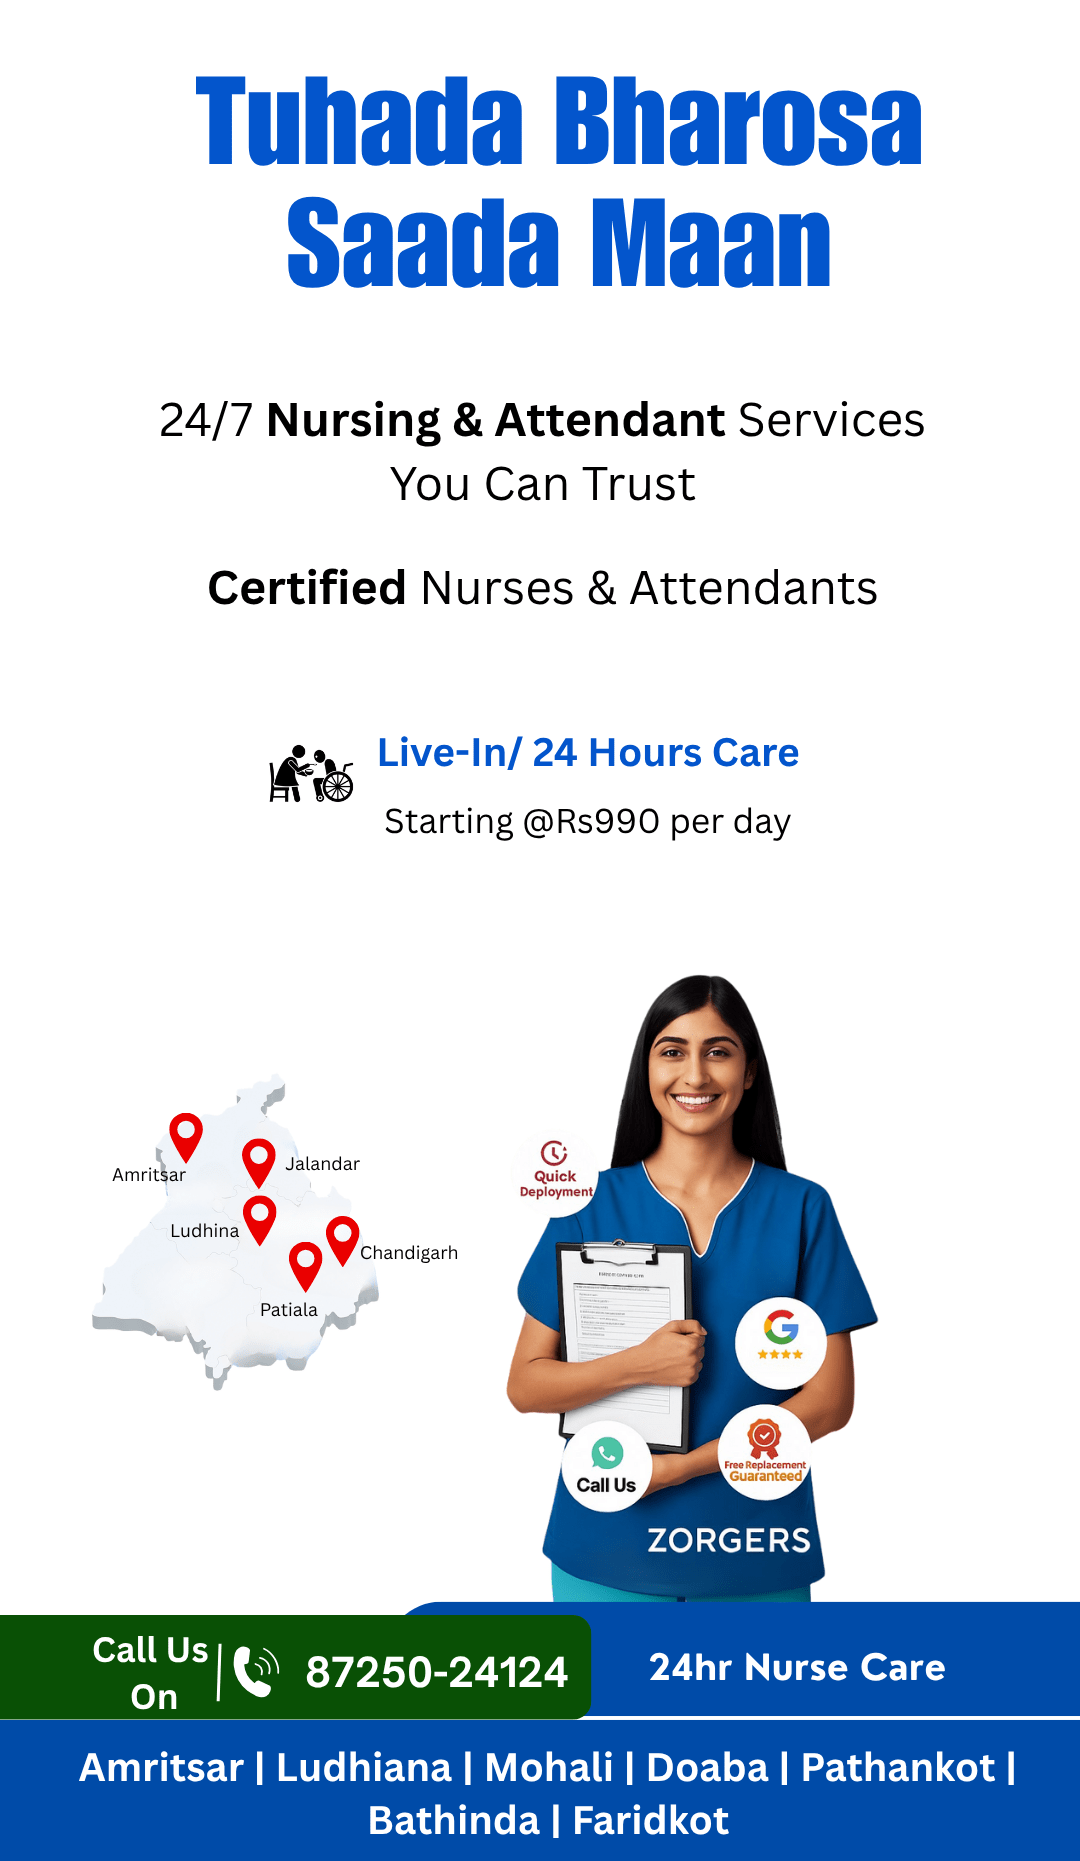 Tuhada Bharosa
Saada Maan
24/7 Nursing & Attendant Services
You Can Trust
Certified Nurses & Attendants
Live-In/ 24 Hours Care
Starting @Rs990 per day
Amritsar
Jalandar
Ludhina
Chandigarh
Patiala
Quick
Deployment
G
Call Us
Free Replacement
Guaranteed
ZORGERS
Call Us
On
87250-24124
24hr Nurse Care
Amritsar | Ludhiana | Mohali | Doaba | Pathankot |
Bathinda | Faridkot